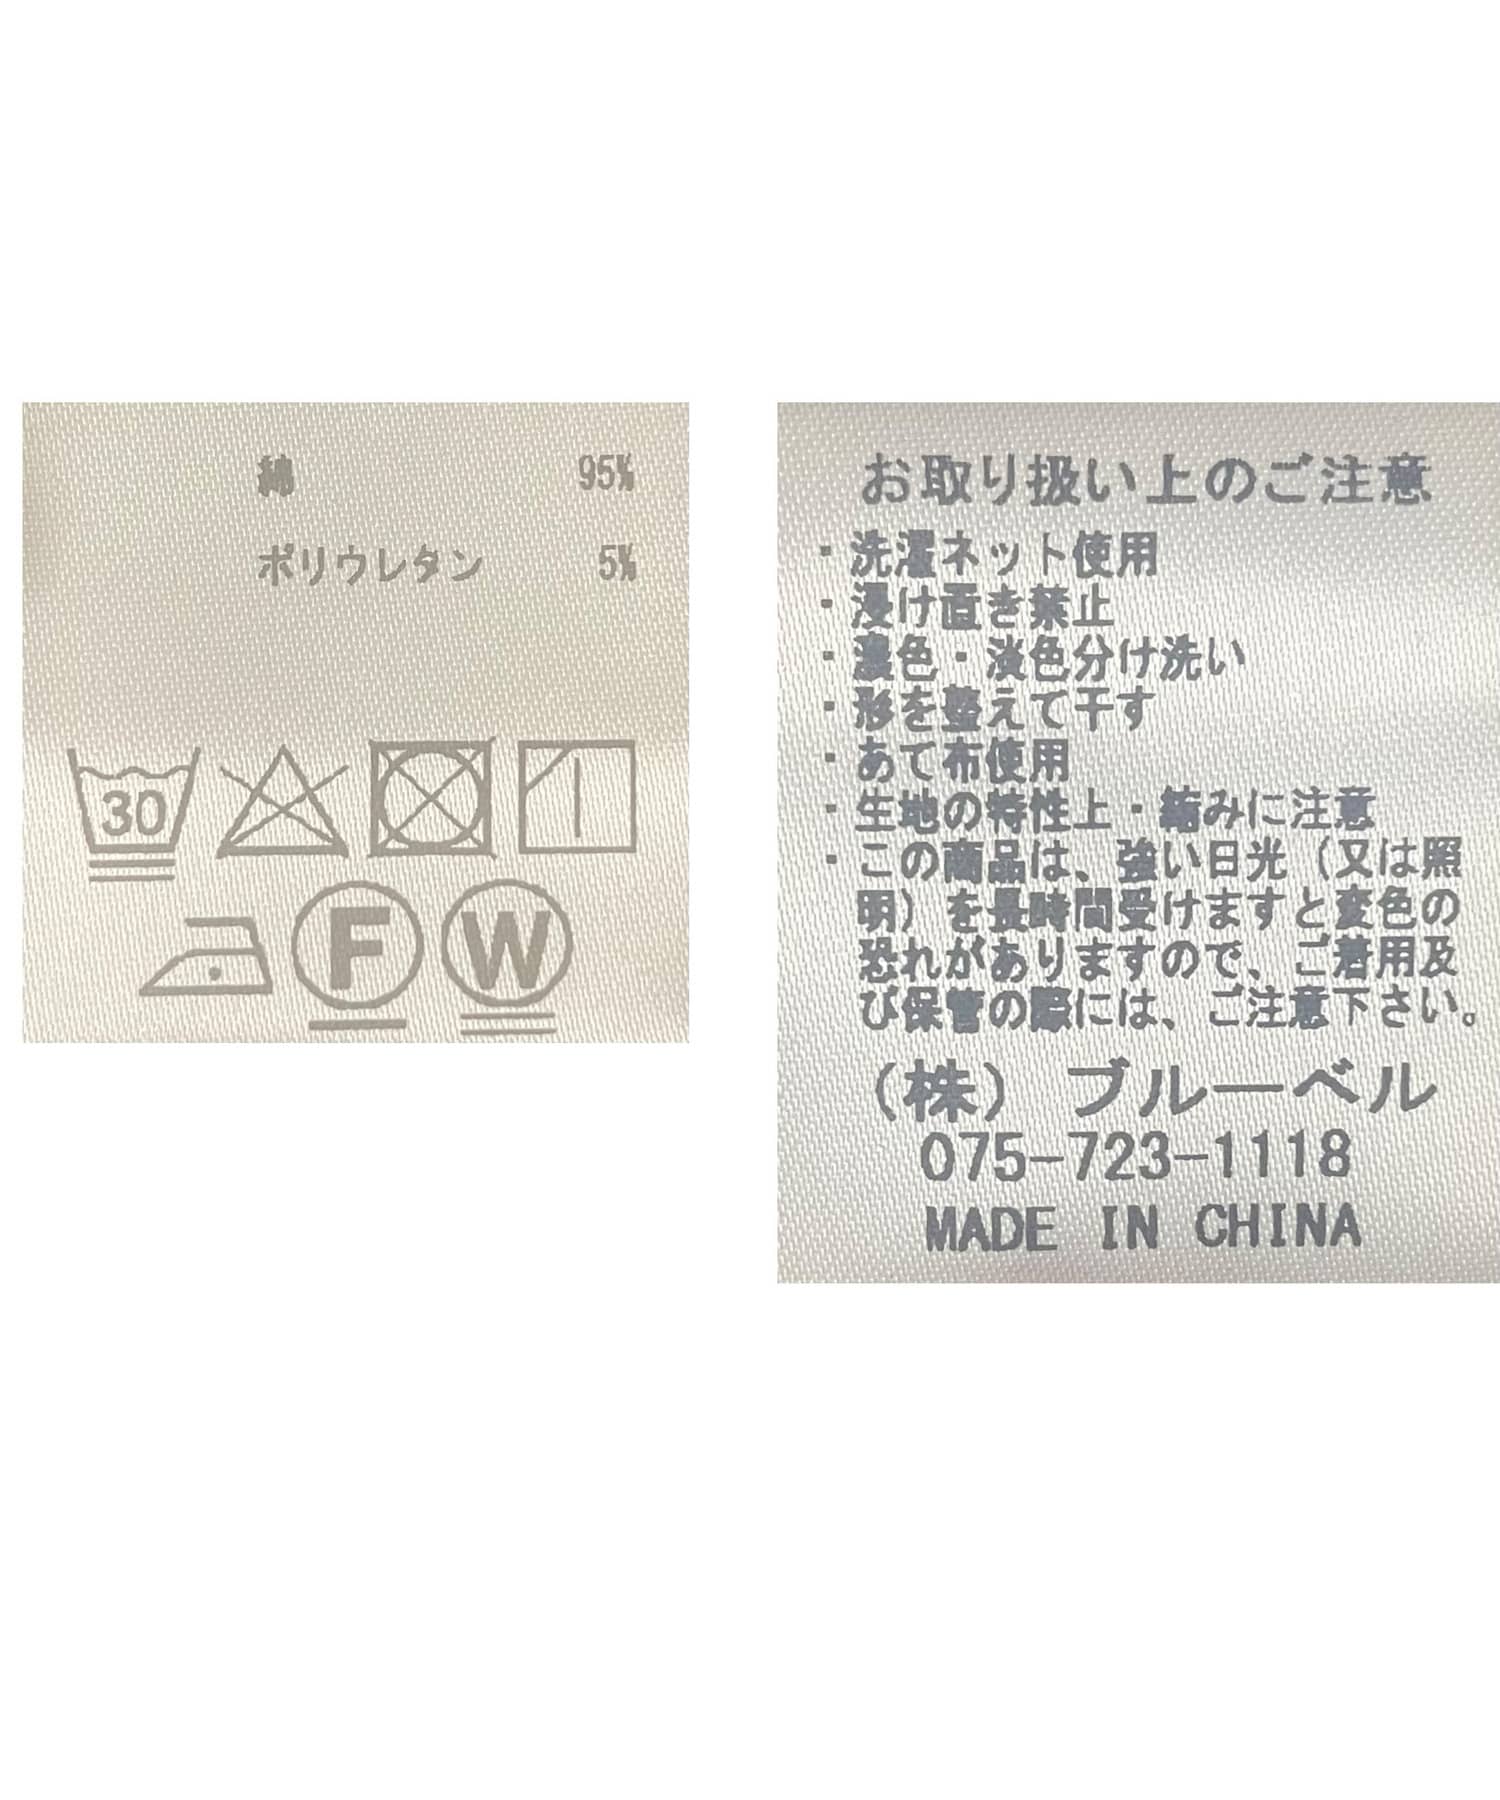 綿 95%
ポリウレタン 5%
30
F W
お取り扱い上のご注意
・洗濯ネット使用
・浸け置き禁止
・濃色・淡色分け洗い
・形を整えて干す
・あて布使用
・生地の特性上・縮みに注意
・この商品は、強い日光（又は照
明）を長時間受けますと変色の
恐れがありますので、ご着用及
び保管の際には、ご注意下さい。
（株）ブルーベル
075-723-1118
MADE IN CHINA